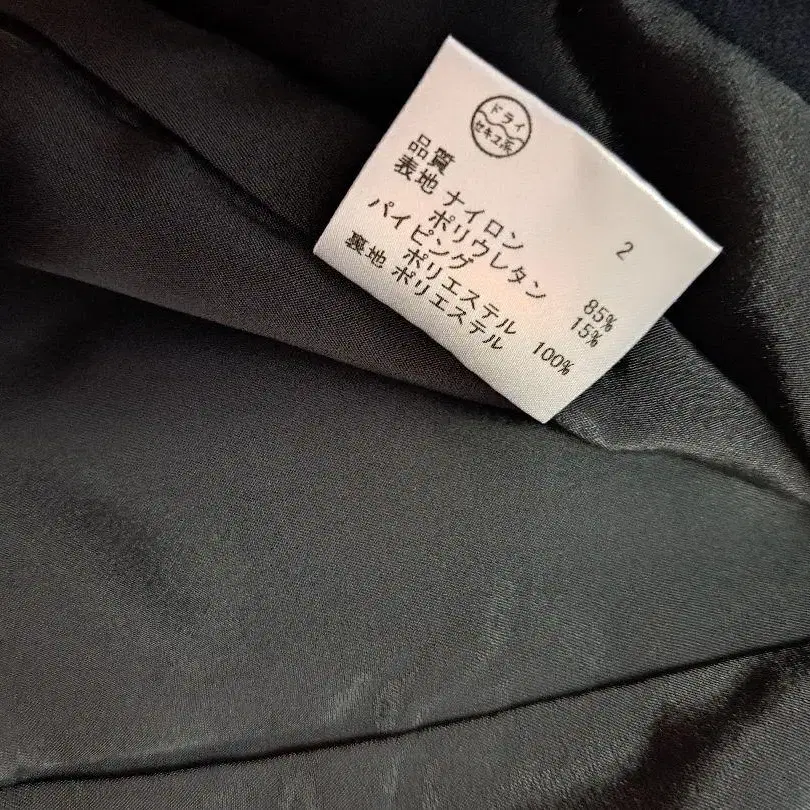 ドライ
セキユ系
品質 2
表地 ナイロン 85%
ポリウレタン 15%
パイピング
ポリエステル
裏地 ポリエステル 100%